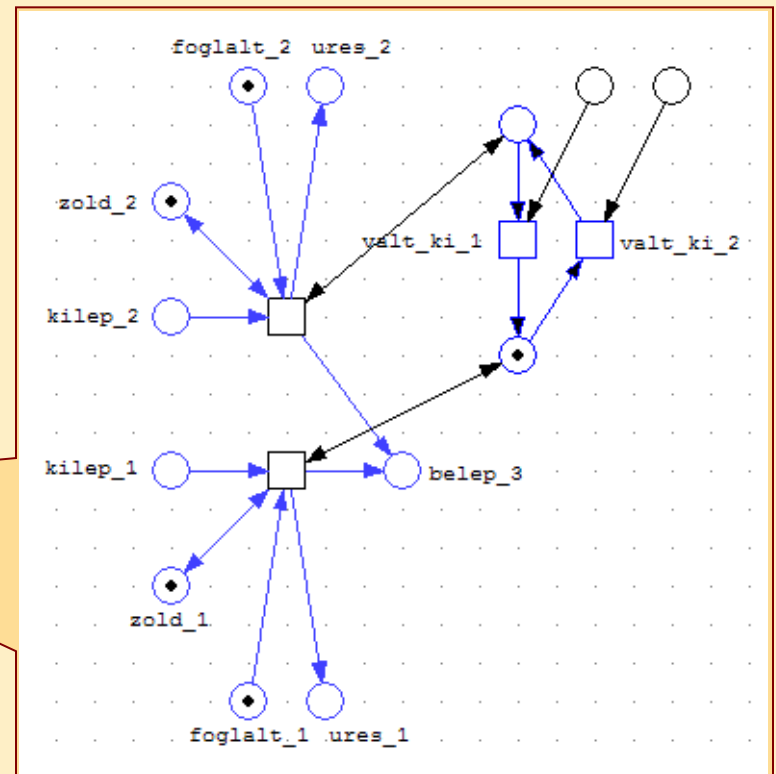 foglalt_2 ures_2
zold_2
valt_ki_1
valt_ki_2
kilep_2
kilep_1
belep_3
zold_1
foglalt_1 ures_1